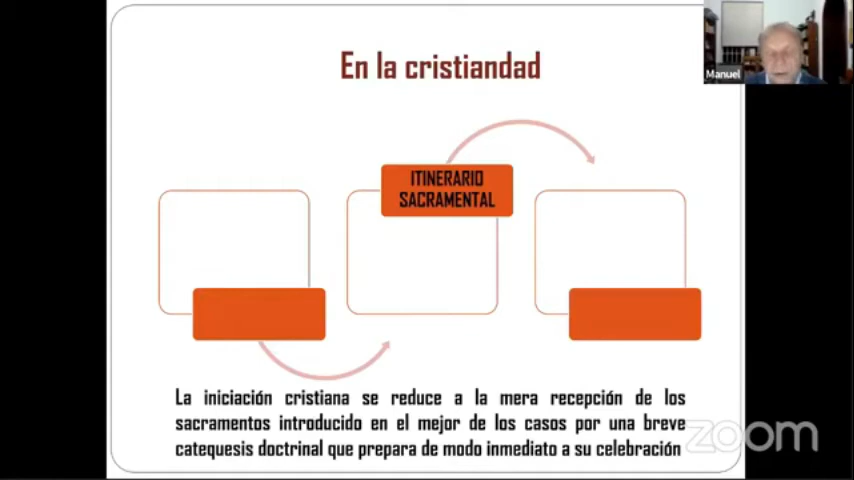 En la cristiandad
Manuel
ITINERARIO
SACRAMENTAL
La iniciación cristiana se reduce a la mera recepción de los
sacramentos introducido en el mejor de los casos por una breve
catequesis doctrinal que prepara de modo inmediato a su celebración
zoom